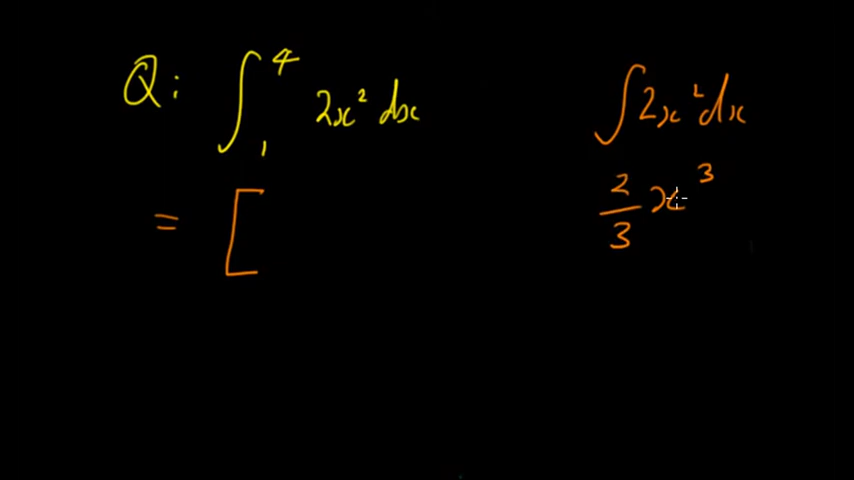 Q: ∫₁⁴ 2x² dx
∫2x² dx
= [
2/3 x³